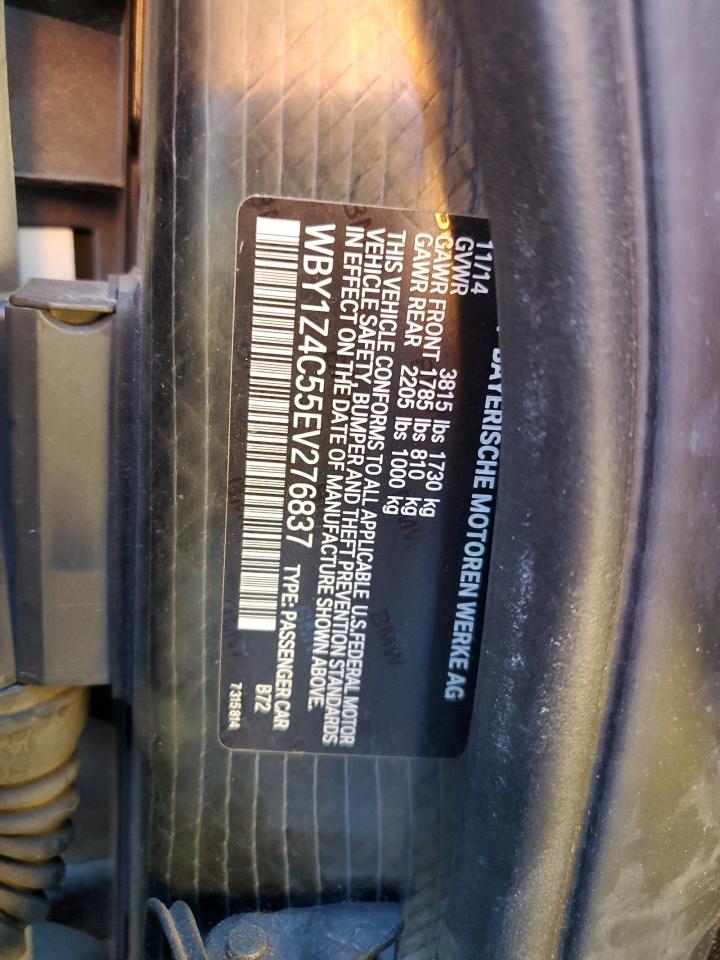 BAYERISCHE MOTOREN WERKE AG
11/14
GVWR 3815 lbs 1730 kg
GAWR FRONT 1785 lbs 810 kg
GAWR REAR 2205 lbs 1000 kg
THIS VEHICLE CONFORMS TO ALL APPLICABLE U.S.FEDERAL MOTOR
VEHICLE SAFETY, BUMPER AND THEFT PREVENTION STANDARDS
IN EFFECT ON THE DATE OF MANUFACTURE SHOWN ABOVE.
WBY1Z4C55EV276837 TYPE: PASSENGER CAR
B72
7315814
BMW